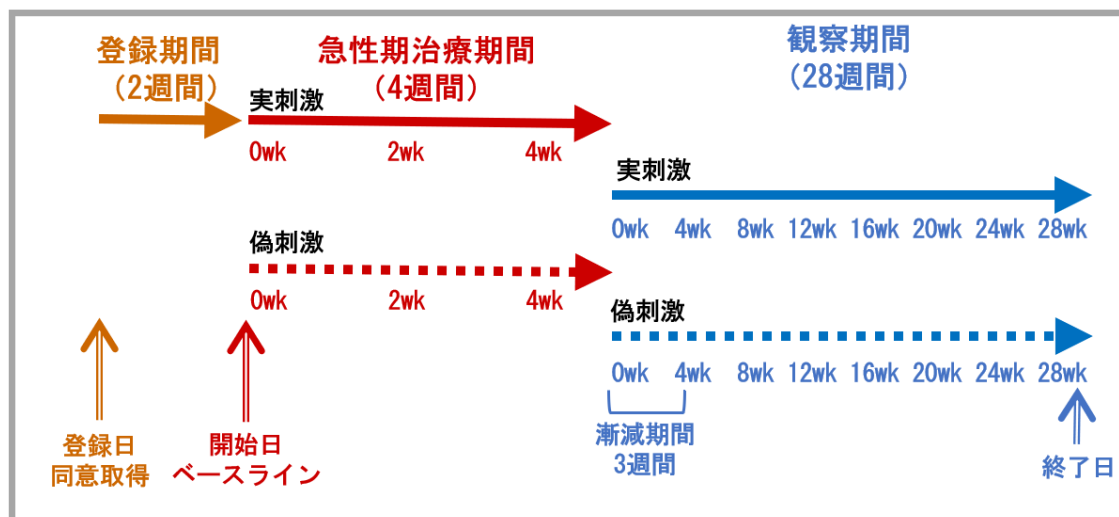 登録期間
（2週間）
急性期治療期間
（4週間）
観察期間
（28週間）
実刺激
0wk 2wk 4wk
実刺激
0wk 4wk 8wk 12wk 16wk 20wk 24wk 28wk
偽刺激
0wk 2wk 4wk
偽刺激
0wk 4wk 8wk 12wk 16wk 20wk 24wk 28wk
登録日
同意取得
開始日
ベースライン
漸減期間
3週間
終了日